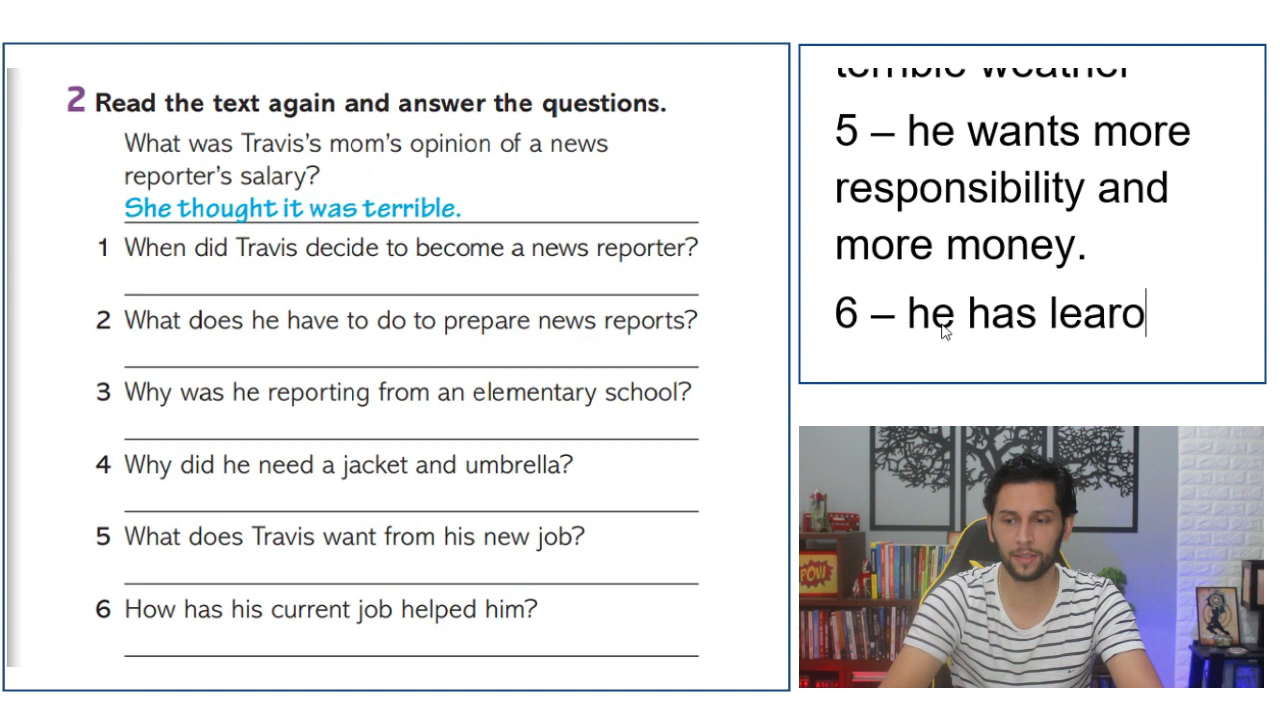 2 Read the text again and answer the questions.
What was Travis's mom's opinion of a news
reporter's salary?
She thought it was terrible.
1 When did Travis decide to become a news reporter?
2 What does he have to do to prepare news reports?
3 Why was he reporting from an elementary school?
4 Why did he need a jacket and umbrella?
5 What does Travis want from his new job?
6 How has his current job helped him?
terrible weather
5 – he wants more
responsibility and
more money.
6 – he has learo
POW